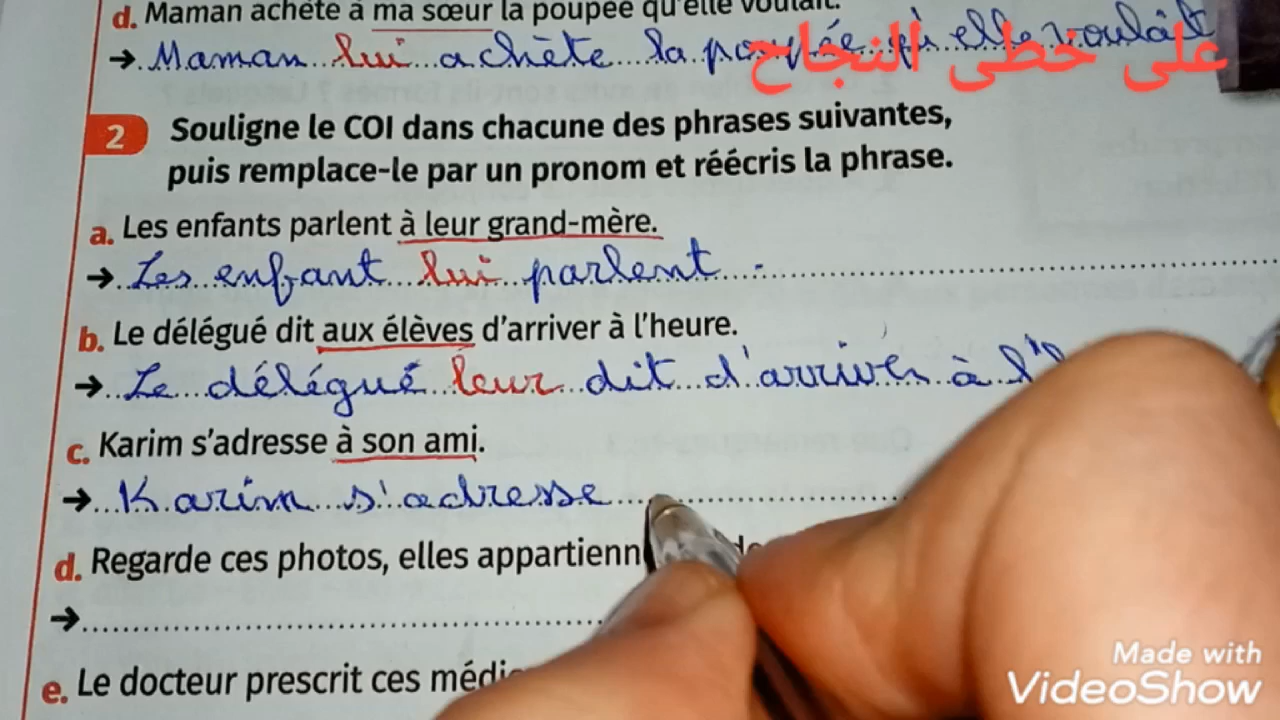 d. Maman achète à ma sœur la poupée qu'elle voulait.
→ Maman lui achète la poupée qu'elle voulait
على خطى النجاح
2 Souligne le COI dans chacune des phrases suivantes,
puis remplace-le par un pronom et réécris la phrase.
a. Les enfants parlent à leur grand-mère.
→ Les enfant lui parlent.
b. Le délégué dit aux élèves d'arriver à l'heure.
→ Le délégué leur dit d'arriver à
c. Karim s'adresse à son ami.
→ Karim s'adresse
d. Regarde ces photos, elles
→
e. Le docteur prescrit ces
Made with
VideoShow